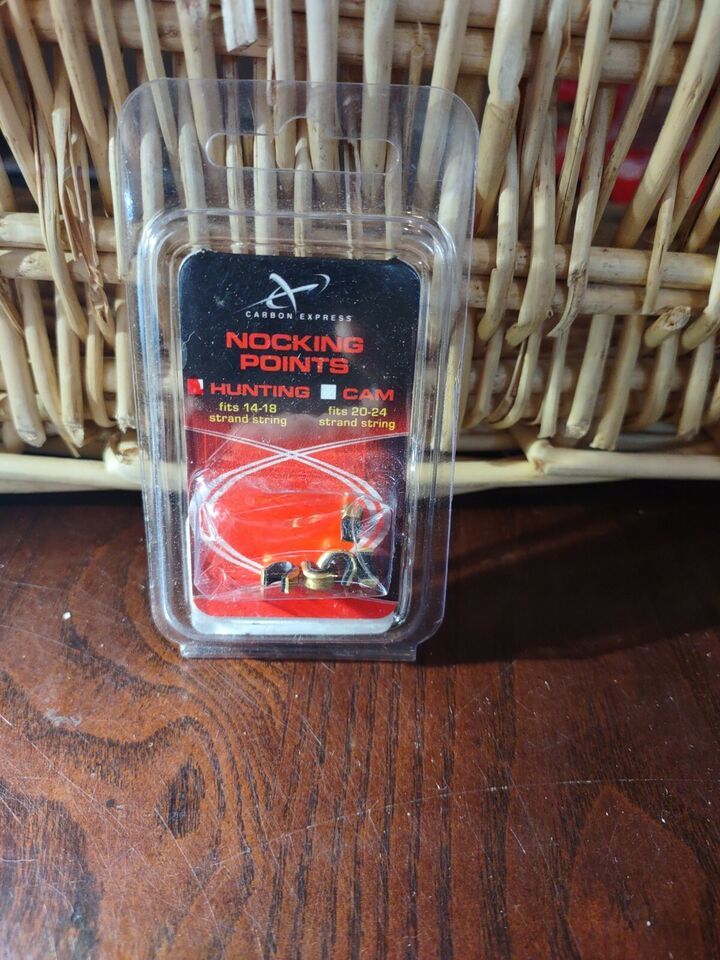 CARBON EXPRESS
NOCKING
POINTS
HUNTING CAM
fits 14-18 fits 20-24
strand string strand string